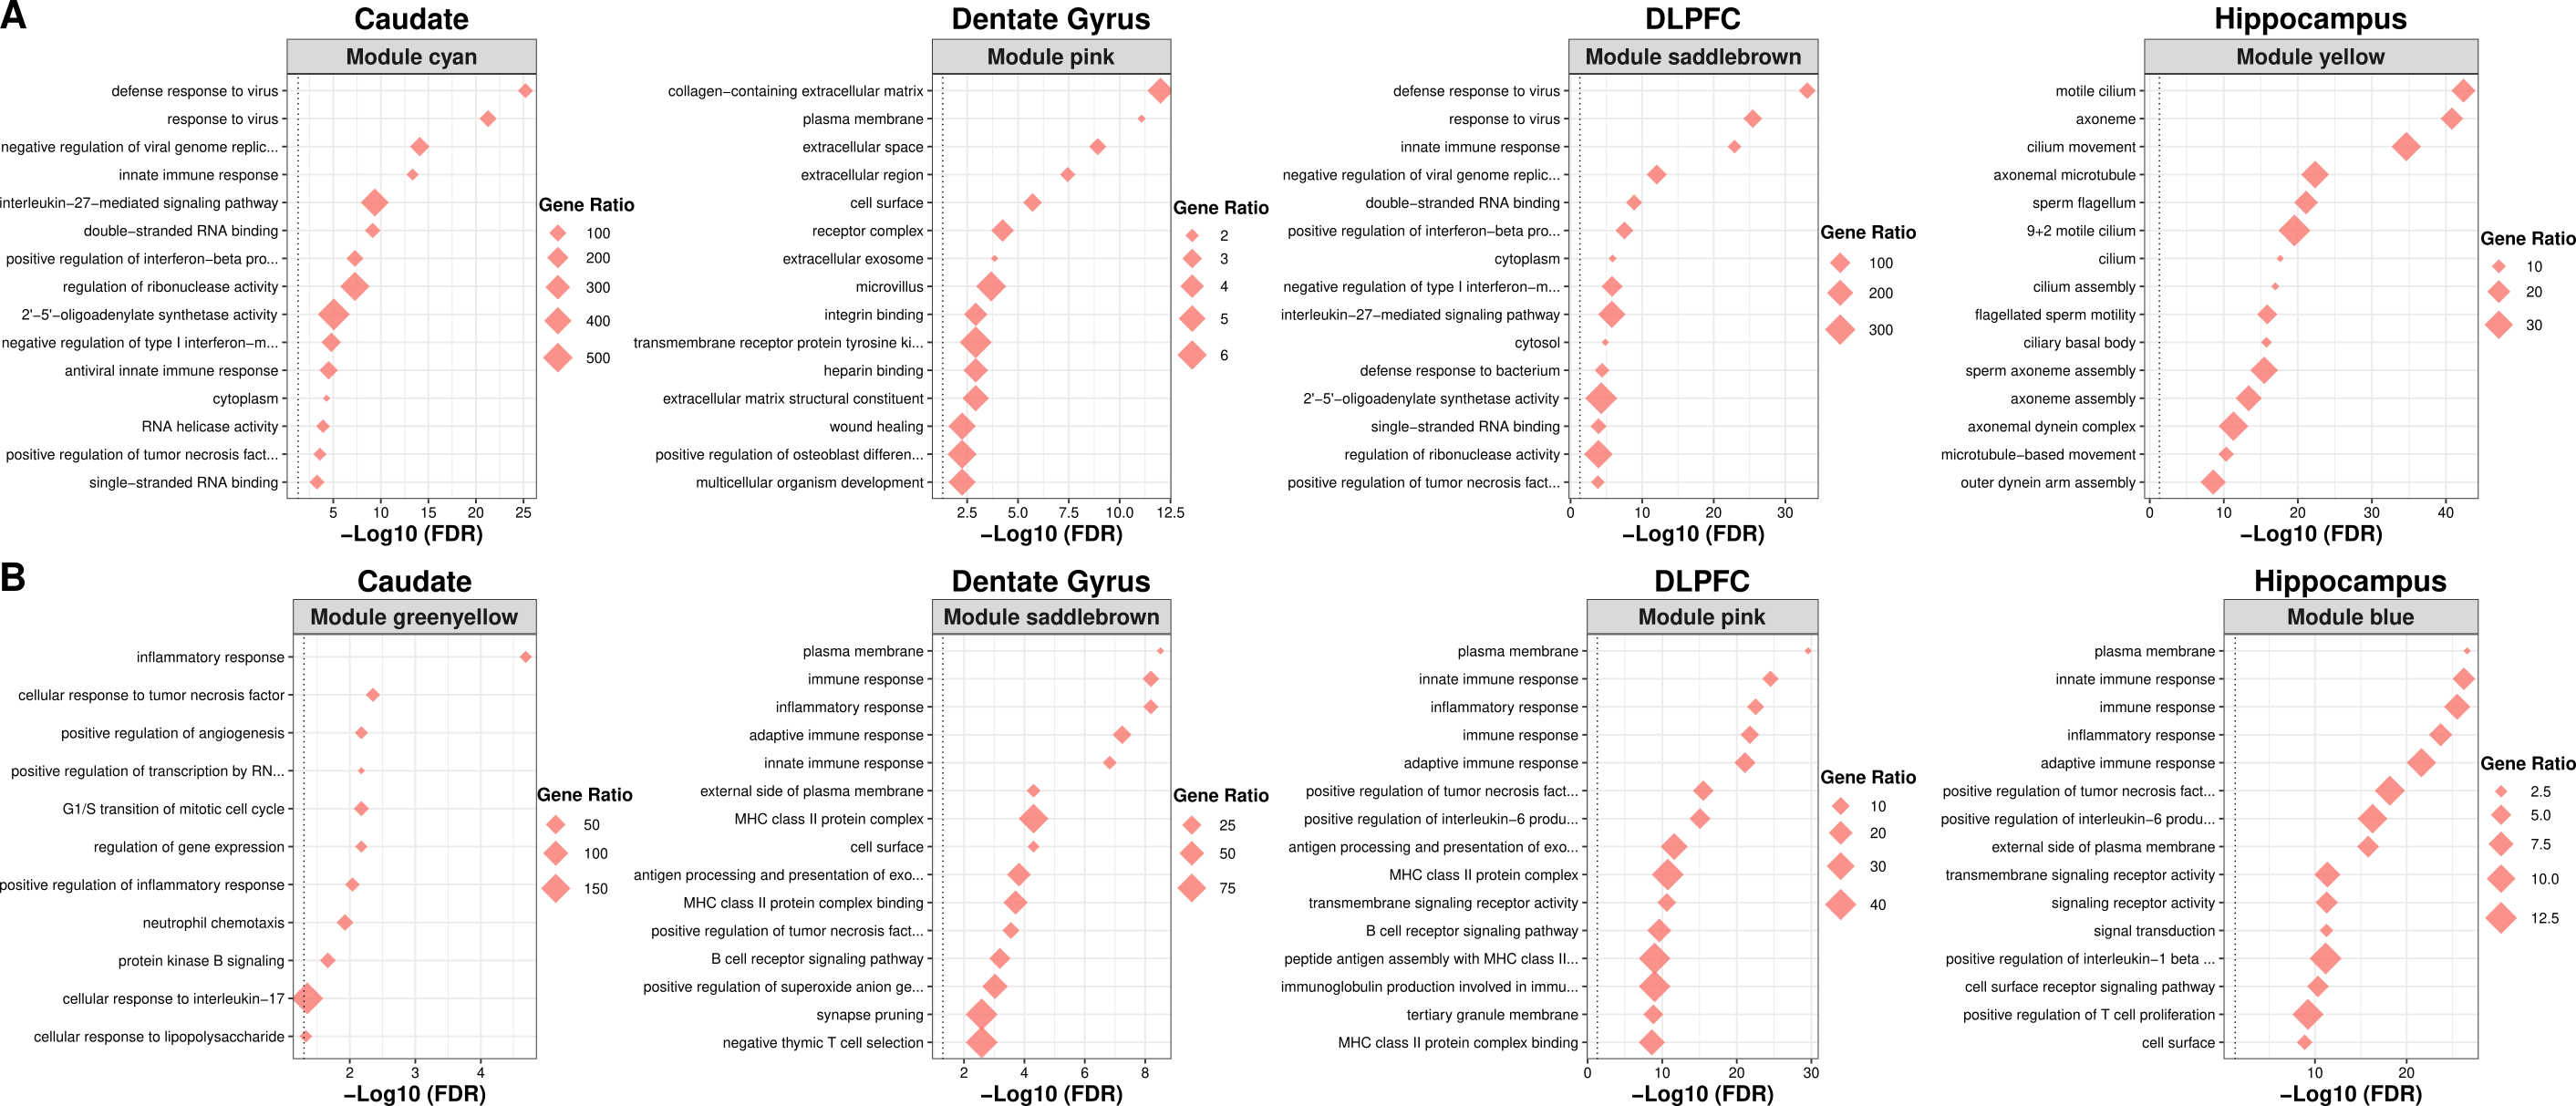 A
Caudate
Module cyan
defense response to virus
response to virus
negative regulation of viral genome replic...
innate immune response
interleukin−27−mediated signaling pathway
double−stranded RNA binding
positive regulation of interferon−beta pro...
regulation of ribonuclease activity
2'−5'−oligoadenylate synthetase activity
negative regulation of type I interferon−m...
antiviral innate immune response
cytoplasm
RNA helicase activity
positive regulation of tumor necrosis fact...
single−stranded RNA binding
5 10 15 20 25
−Log10 (FDR)
Gene Ratio
100
200
300
400
500
Dentate Gyrus
Module pink
collagen−containing extracellular matrix
plasma membrane
extracellular space
extracellular region
cell surface
receptor complex
extracellular exosome
microvillus
integrin binding
transmembrane receptor protein tyrosine ki...
heparin binding
extracellular matrix structural constituent
wound healing
positive regulation of osteoblast differen...
multicellular organism development
2.5 5.0 7.5 10.0 12.5
−Log10 (FDR)
Gene Ratio
2
3
4
5
6
DLPFC
Module saddlebrown
defense response to virus
response to virus
innate immune response
negative regulation of viral genome replic...
double−stranded RNA binding
positive regulation of interferon−beta pro...
cytoplasm
negative regulation of type I interferon−m...
interleukin−27−mediated signaling pathway
cytosol
defense response to bacterium
2'−5'−oligoadenylate synthetase activity
single−stranded RNA binding
regulation of ribonuclease activity
positive regulation of tumor necrosis fact...
0 10 20 30
−Log10 (FDR)
Gene Ratio
100
200
300
Hippocampus
Module yellow
motile cilium
axoneme
cilium movement
axonemal microtubule
sperm flagellum
9+2 motile cilium
cilium
cilium assembly
flagellated sperm motility
ciliary basal body
sperm axoneme assembly
axoneme assembly
axonemal dynein complex
microtubule−based movement
outer dynein arm assembly
0 10 20 30 40
−Log10 (FDR)
Gene Ratio
10
20
30
B
Caudate
Module greenyellow
inflammatory response
cellular response to tumor necrosis factor
positive regulation of angiogenesis
positive regulation of transcription by RN...
G1/S transition of mitotic cell cycle
regulation of gene expression
positive regulation of inflammatory response
neutrophil chemotaxis
protein kinase B signaling
cellular response to interleukin−17
cellular response to lipopolysaccharide
2 3 4
−Log10 (FDR)
Gene Ratio
50
100
150
Dentate Gyrus
Module saddlebrown
plasma membrane
immune response
inflammatory response
adaptive immune response
innate immune response
external side of plasma membrane
MHC class II protein complex
cell surface
antigen processing and presentation of exo...
MHC class II protein complex binding
positive regulation of tumor necrosis fact...
B cell receptor signaling pathway
positive regulation of superoxide anion ge...
synapse pruning
negative thymic T cell selection
2 4 6 8
−Log10 (FDR)
Gene Ratio
25
50
75
DLPFC
Module pink
plasma membrane
innate immune response
inflammatory response
immune response
adaptive immune response
positive regulation of tumor necrosis fact...
positive regulation of interleukin−6 produ...
antigen processing and presentation of exo...
MHC class II protein complex
transmembrane signaling receptor activity
B cell receptor signaling pathway
peptide antigen assembly with MHC class II...
immunoglobulin production involved in immu...
tertiary granule membrane
MHC class II protein complex binding
0 10 20 30
−Log10 (FDR)
Gene Ratio
10
20
30
40
Hippocampus
Module blue
plasma membrane
innate immune response
immune response
inflammatory response
adaptive immune response
positive regulation of tumor necrosis fact...
positive regulation of interleukin−6 produ...
external side of plasma membrane
transmembrane signaling receptor activity
signaling receptor activity
signal transduction
positive regulation of interleukin−1 beta ...
cell surface receptor signaling pathway
positive regulation of T cell proliferation
cell surface
10 20
−Log10 (FDR)
Gene Ratio
2.5
5.0
7.5
10.0
12.5